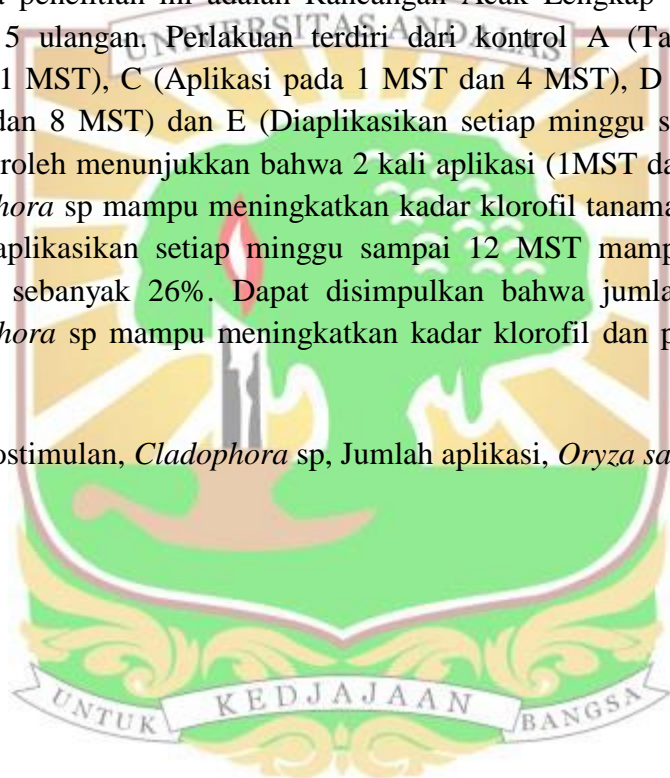 penelitian ini adalah Rancangan Acak Lengkap
UNIVERSITAS ANDALAS
5 ulangan. Perlakuan terdiri dari kontrol A (Ta
1 MST), C (Aplikasi pada 1 MST dan 4 MST), D
dan 8 MST) dan E (Diaplikasikan setiap minggu s
roleh menunjukkan bahwa 2 kali aplikasi (1MST da
hora sp mampu meningkatkan kadar klorofil tanama
aplikasikan setiap minggu sampai 12 MST mamp
sebanyak 26%. Dapat disimpulkan bahwa jumla
hora sp mampu meningkatkan kadar klorofil dan p
ostimulan, Cladophora sp, Jumlah aplikasi, Oryza sa
UNTUK KEDJAJAAN BANGSA